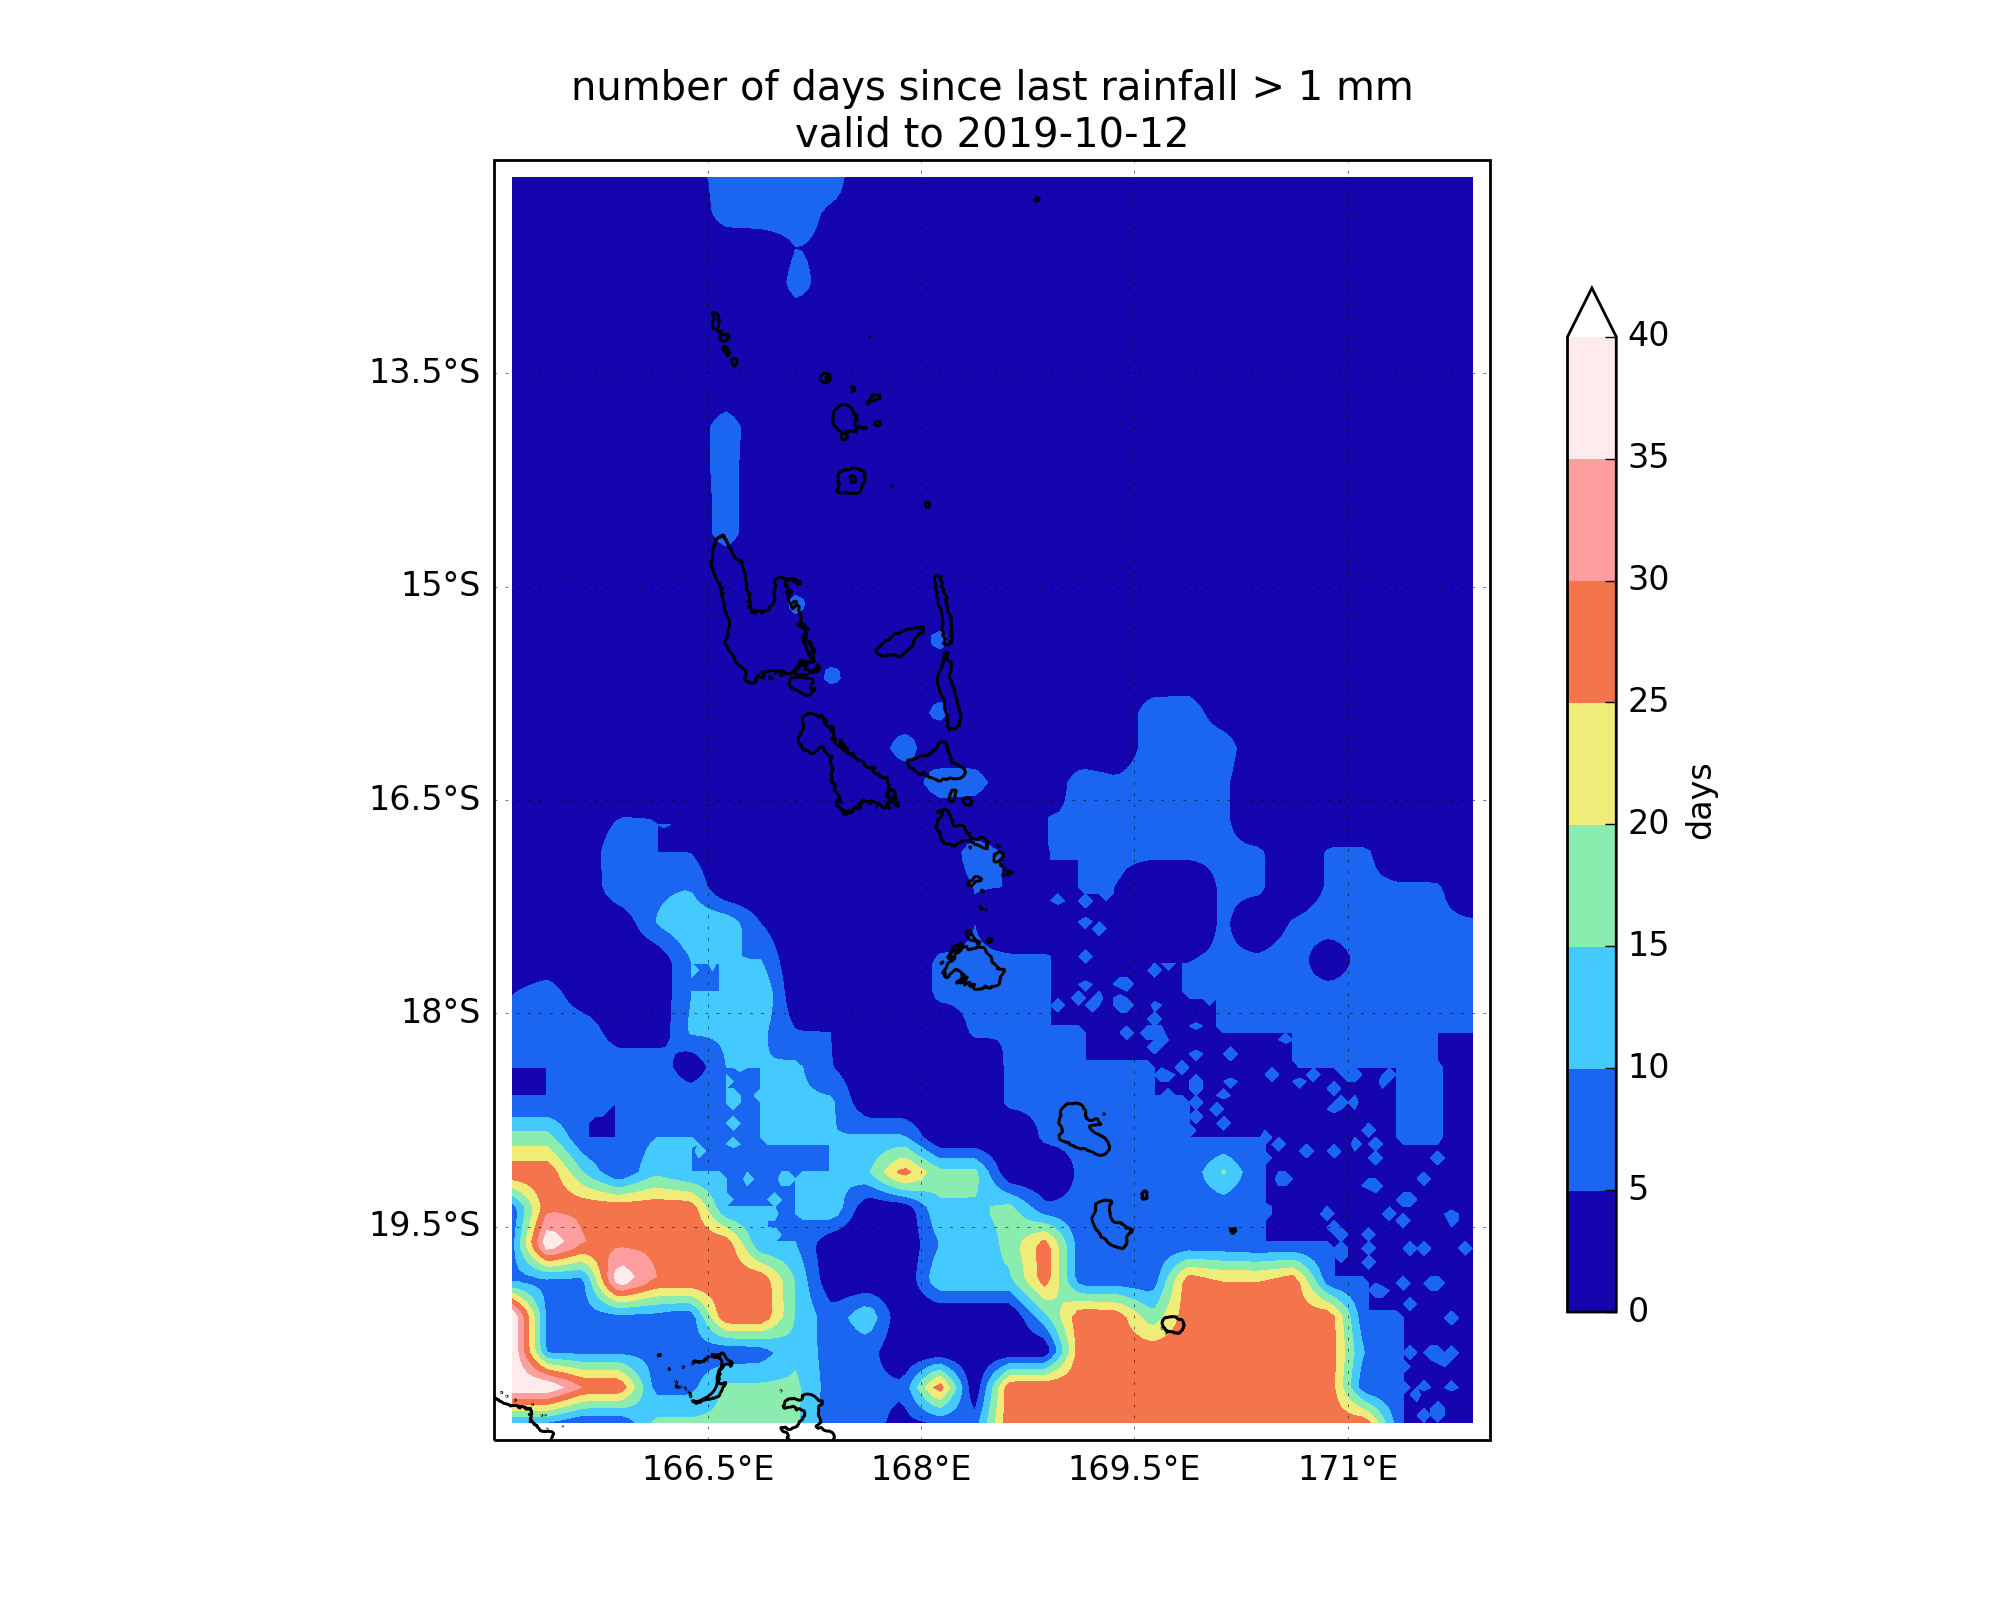 number of days since last rainfall > 1 mm
valid to 2019-10-12
13.5°S
15°S
16.5°S
18°S
19.5°S
166.5°E
168°E
169.5°E
171°E
40
35
30
25
20
15
10
5
0
days